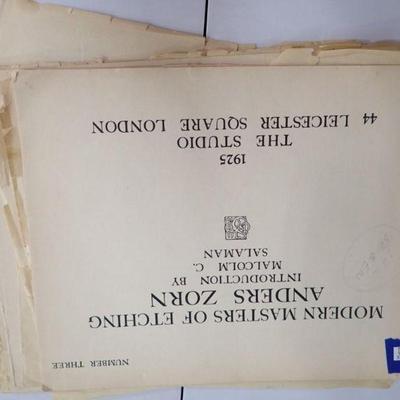 NUMBER THREE
MODERN MASTERS OF ETCHING
ANDERS ZORN
INTRODUCTION BY
MALCOLM C.
SALAMAN
1925
THE STUDIO
44 LEICESTER SQUARE LONDON